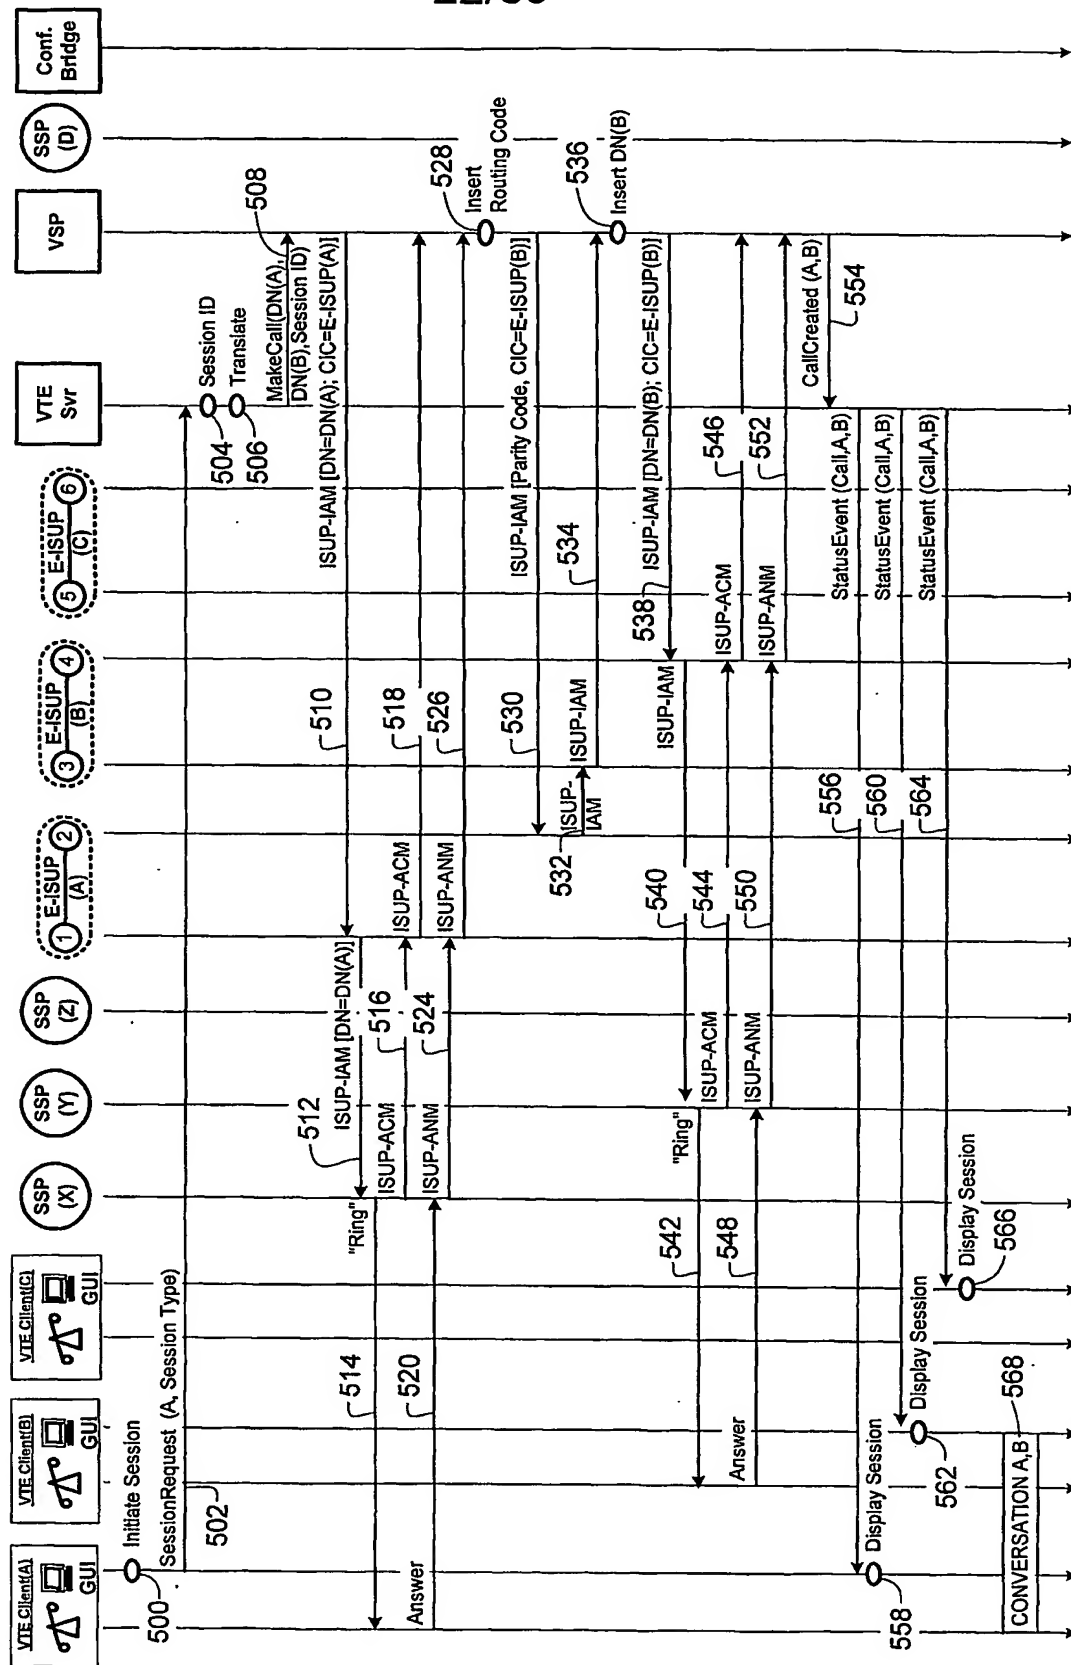 VTE Client(A)
GUI
VTE Client(B)
GUI
VTE Client(C)
GUI
SSP
(X)
SSP
(Y)
SSP
(Z)
1
E-ISUP
(A)
2
3
E-ISUP
(B)
4
5
E-ISUP
(C)
6
VTE
Svr
VSP
SSP
(D)
Conf.
Bridge
500
Initiate Session
SessionRequest (A, Session Type)
502
504
Session ID
506
Translate
MakeCall(DN(A),
DN(B),Session ID)
508
ISUP-IAM [DN=DN(A); CIC=E-ISUP(A)]
510
ISUP-IAM [DN=DN(A)]
512
"Ring"
514
ISUP-ACM
516
ISUP-ACM
518
Answer
520
ISUP-ANM
524
ISUP-ANM
526
528
Insert
Routing Code
ISUP-IAM [Parity Code, CIC=E-ISUP(B)]
530
ISUP-
IAM
532
ISUP-IAM
534
536
Insert DN(B)
ISUP-IAM [DN=DN(B); CIC=E-ISUP(B)]
538
ISUP-IAM
540
"Ring"
542
ISUP-ACM
544
ISUP-ACM
546
Answer
548
ISUP-ANM
550
ISUP-ANM
552
CallCreated (A,B)
554
StatusEvent (Call,A,B)
556
Display Session
558
StatusEvent (Call,A,B)
560
Display Session
562
StatusEvent (Call,A,B)
564
Display Session
566
CONVERSATION A,B
568